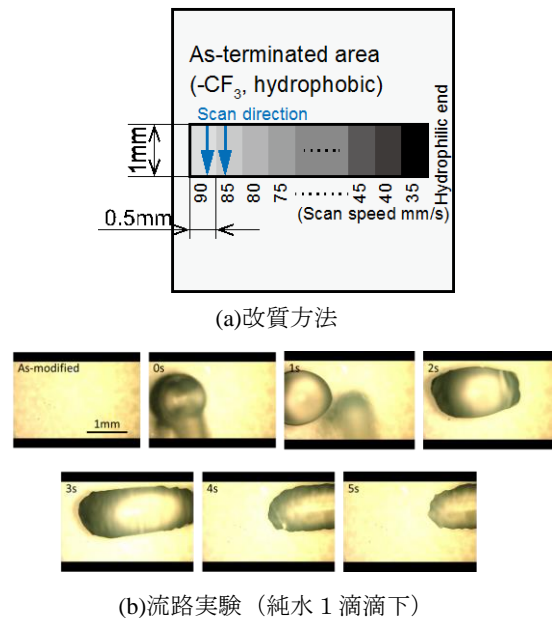 As-terminated area
(-CF3, hydrophobic)
Scan direction
1mm
90
85
80
75
........
45
40
35
Hydrophilic end
(Scan speed mm/s)
0.5mm
(a)改質方法
As-modified
1mm
0s
1s
2s
3s
4s
5s
(b)流路実験（純水１滴滴下）